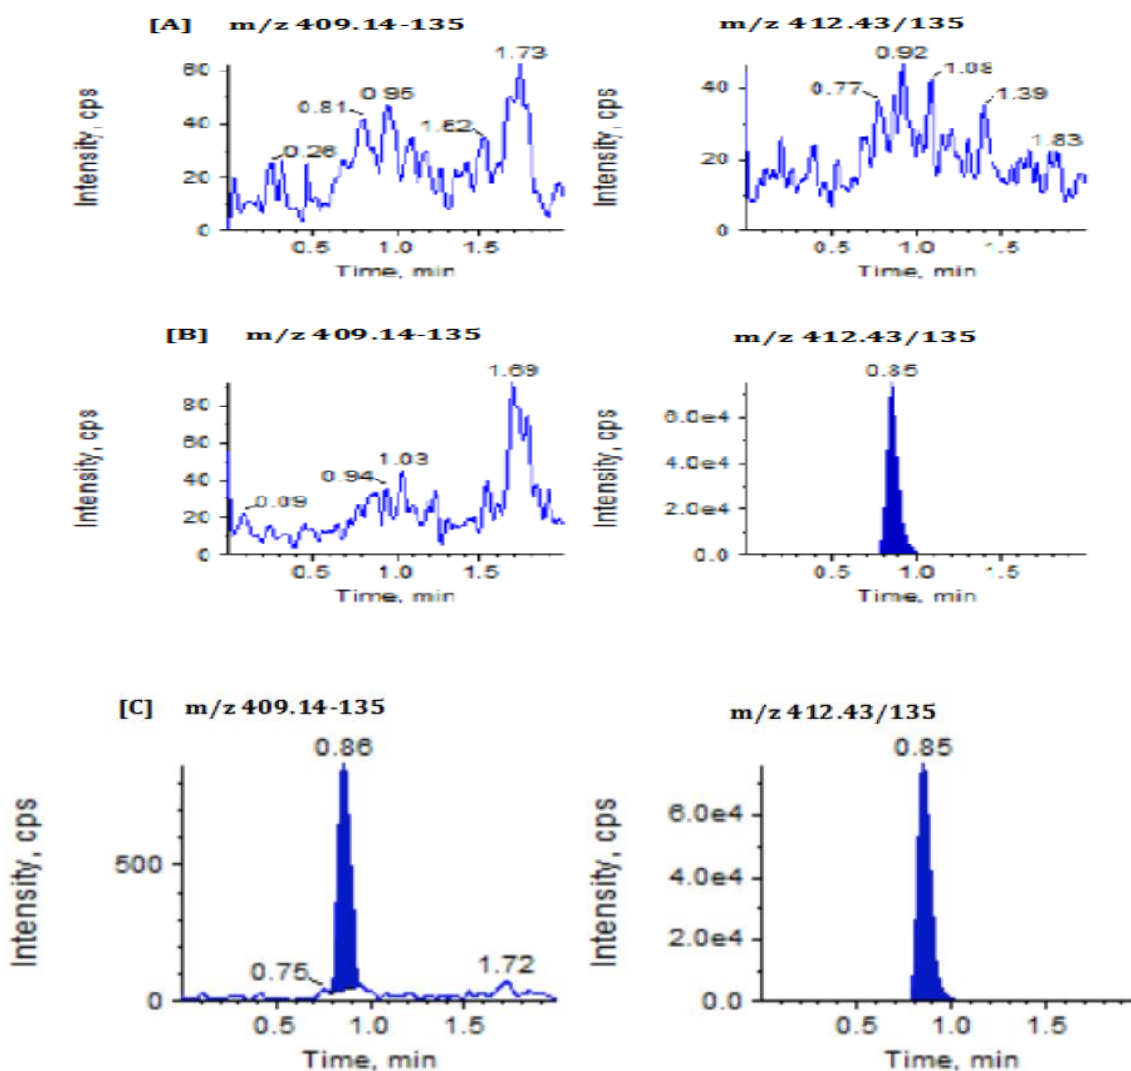 [A] m/z 409.14-135
m/z 412.43/135
Intensity, cps
60
40
20
0
0.26
0.81
0.95
1.62
1.73
0.5 1.0 1.5
Time, min
Intensity, cps
40
20
0
0.77
0.92
1.08
1.39
1.83
0.5 1.0 1.5
Time, min
[B] m/z 409.14-135
m/z 412.43/135
Intensity, cps
80
60
40
20
0
0.09
0.94
1.03
1.69
0.5 1.0 1.5
Time, min
Intensity, cps
6.0e4
4.0e4
2.0e4
0.0
0.85
0.5 1.0 1.5
Time, min
[C] m/z 409.14-135
m/z 412.43/135
Intensity, cps
500
0
0.75
0.86
1.72
0.5 1.0 1.5
Time, min
Intensity, cps
6.0e4
4.0e4
2.0e4
0.0
0.85
0.5 1.0 1.5
Time, min